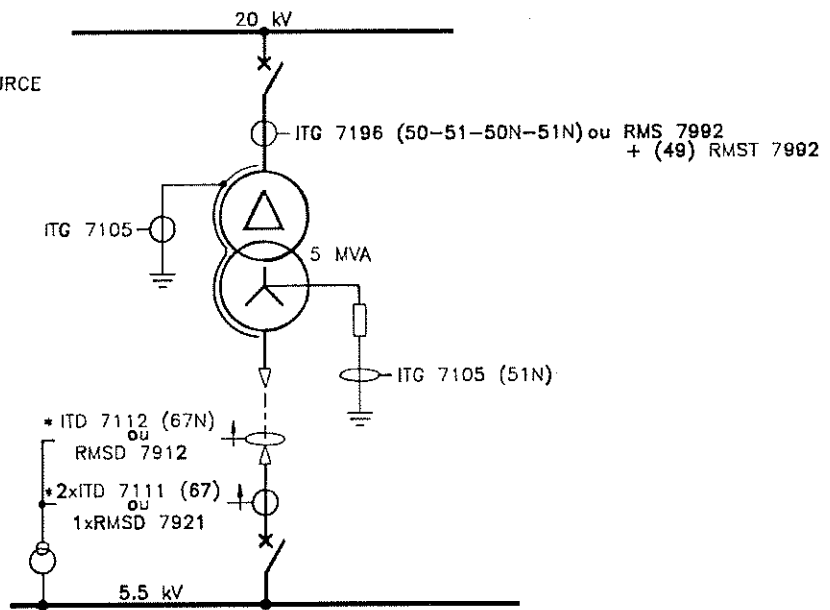 20 kV
URCE
ITG 7196 (50-51-50N-51N) ou RMS 7992
+ (49) RMST 7992
ITG 7105
5 MVA
ITG 7105 (51N)
* ITD 7112 (67N)
ou
RMSD 7912
*2xITD 7111 (67)
ou
1xRMSD 7921
5.5 kV